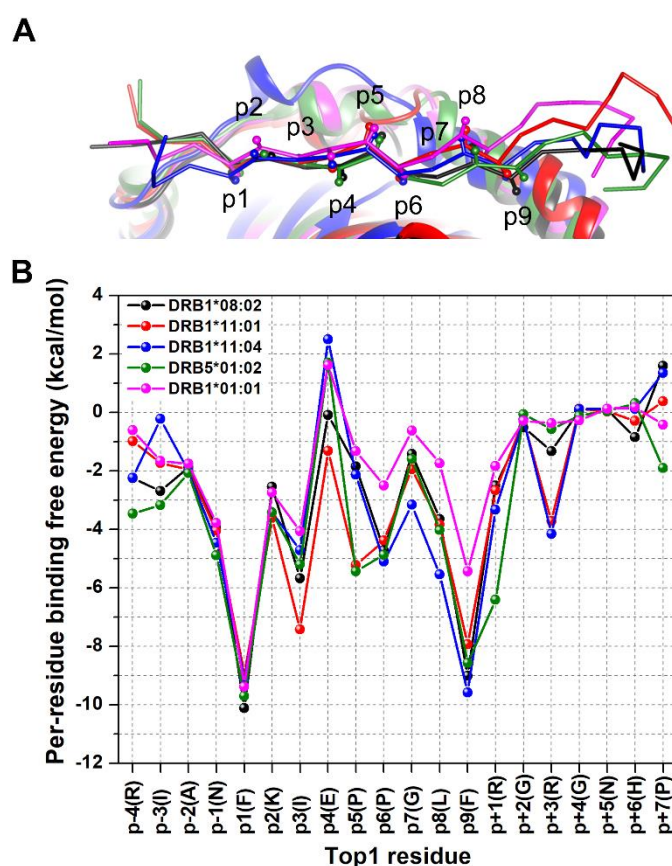 A
p2
p5
p8
p3
p7
p1
p4
p6
p9
B
Per-residue binding free energy (kcal/mol)
4
2
0
-2
-4
-6
-8
-10
-12
DRB1*08:02
DRB1*11:01
DRB1*11:04
DRB5*01:02
DRB1*01:01
p-4(R)
p-3(I)
p-2(A)
p-1(N)
p1(F)
p2(K)
p3(I)
p4(E)
p5(P)
p6(P)
p7(G)
p8(L)
p9(F)
p+1(R)
p+2(G)
p+3(R)
p+4(G)
p+5(N)
p+6(H)
p+7(P)
Top1 residue